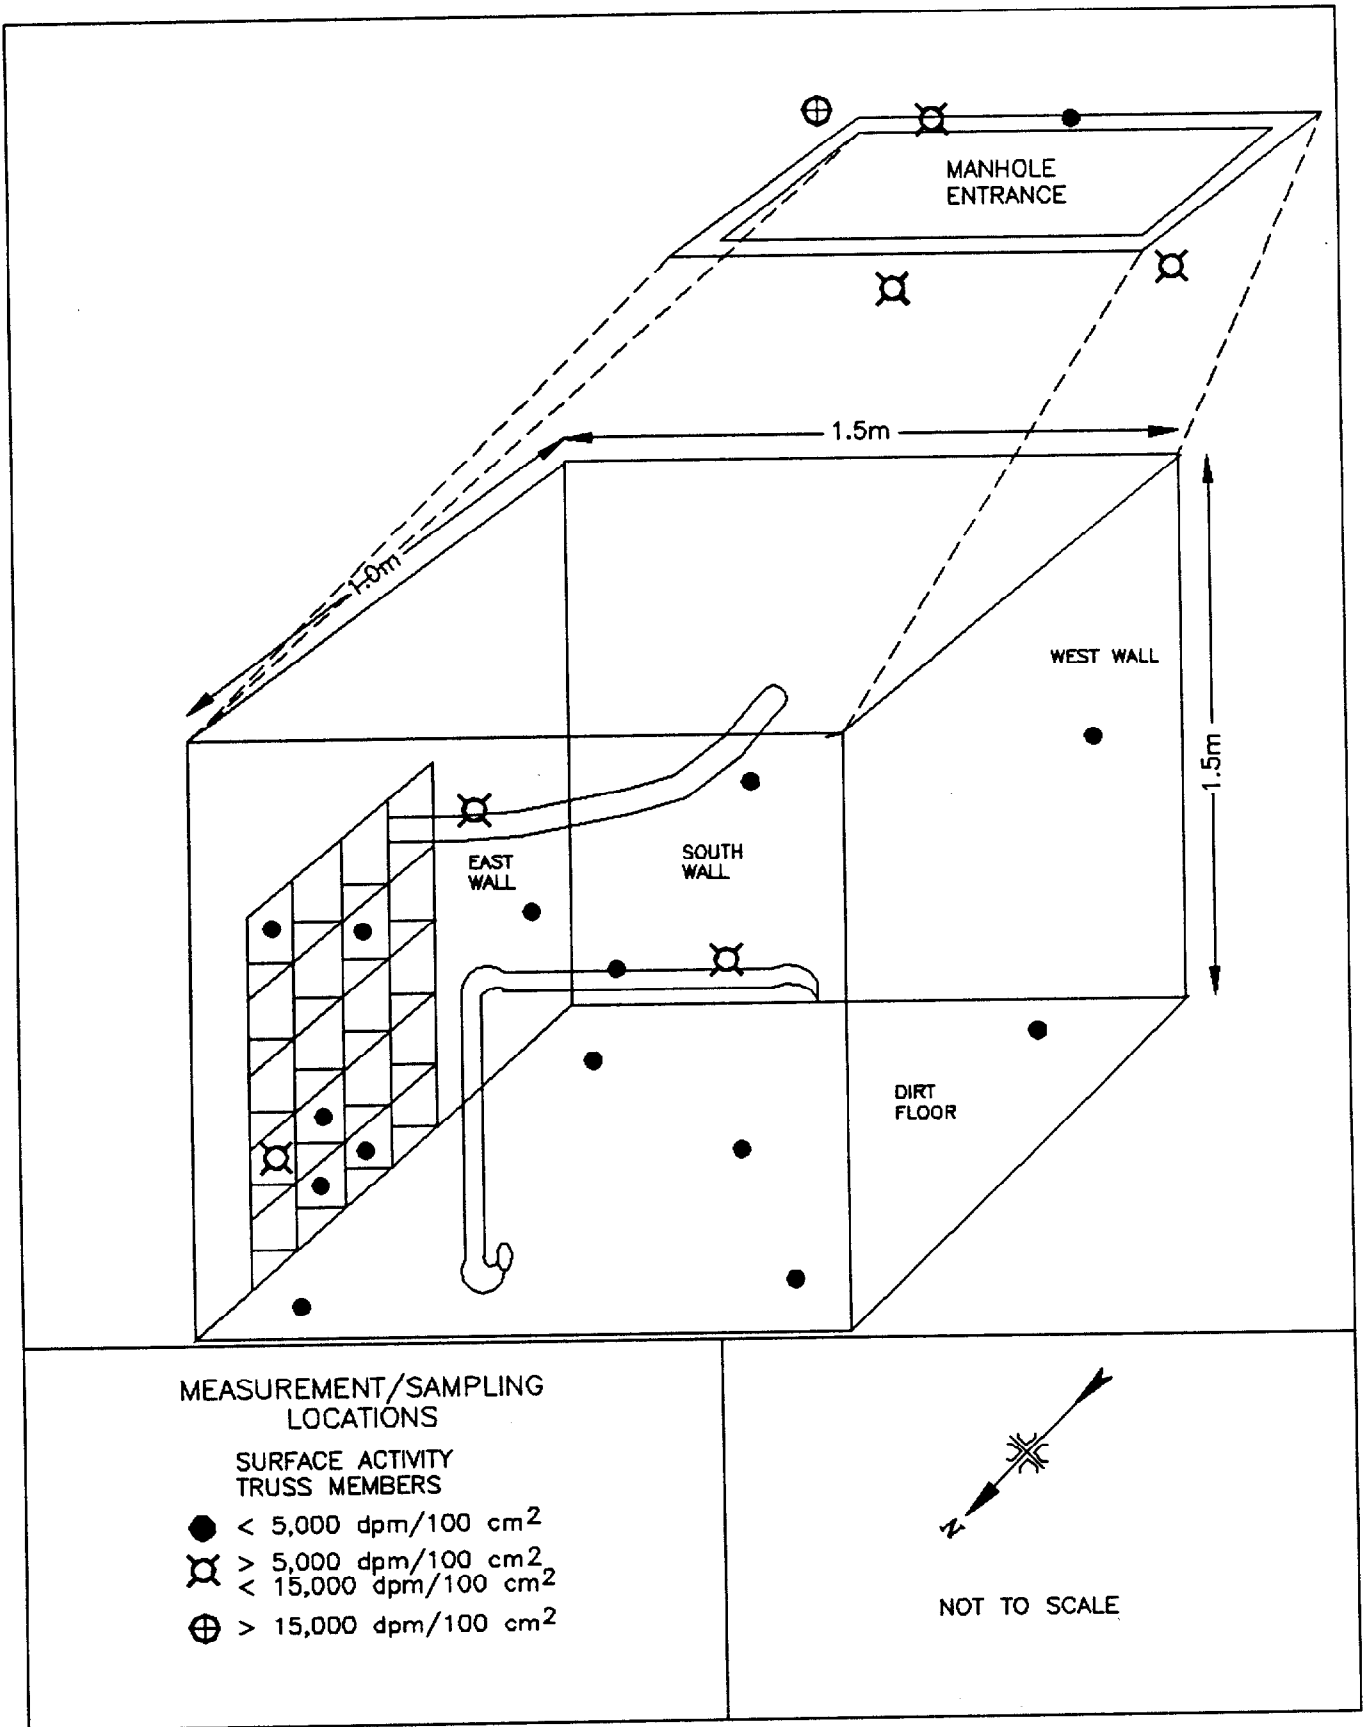 MANHOLE
ENTRANCE
1.5m
1.0m
WEST WALL
1.5m
EAST
WALL
SOUTH
WALL
DIRT
FLOOR
MEASUREMENT/SAMPLING
LOCATIONS
SURFACE ACTIVITY
TRUSS MEMBERS
< 5,000 dpm/100 cm2
> 5,000 dpm/100 cm2
< 15,000 dpm/100 cm2
> 15,000 dpm/100 cm2
N
NOT TO SCALE